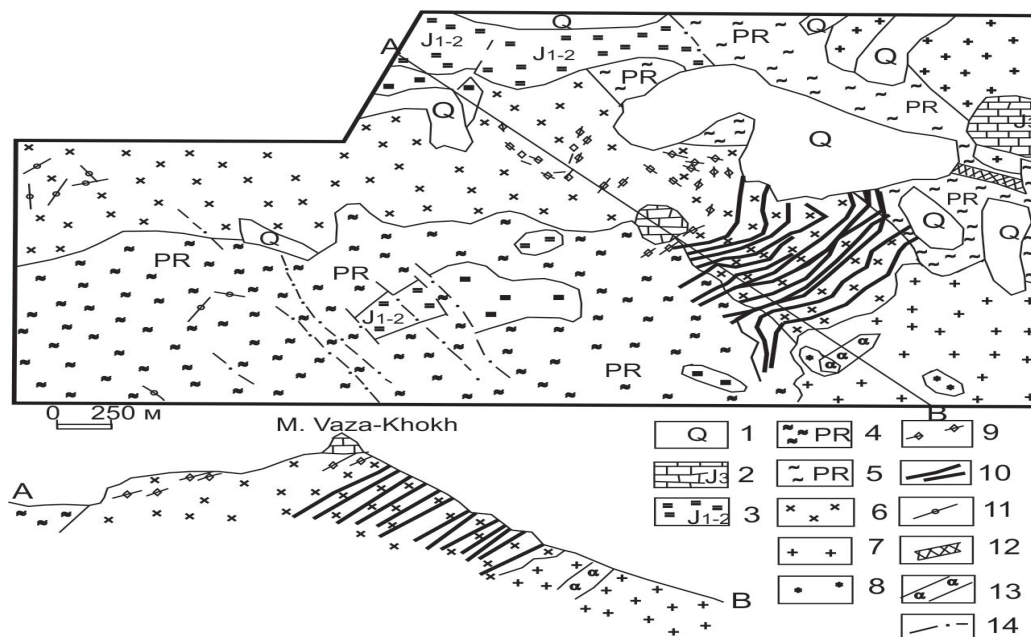 Q
Q
A
J1-2
J1-2
PR
PR
Q
Q
PR
J3
Q
Q
PR
Q
Q
Q
PR
PR
J1-2
PR
α
α
0 250 м
B
M. Vaza-Khokh
A
α
α
B
Q 1
PR 4
9
J3 2
PR 5
10
J1-2 3
6
11
7
12
8
α
α
13
14